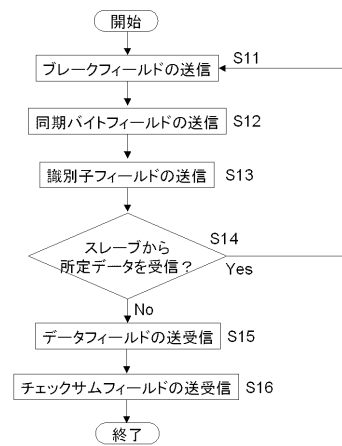 開始
ブレークフィールドの送信 S11
同期バイトフィールドの送信 S12
識別子フィールドの送信 S13
スレーブから
所定データを受信？
S14
Yes
No
データフィールドの送受信 S15
チェックサムフィールドの送受信 S16
終了